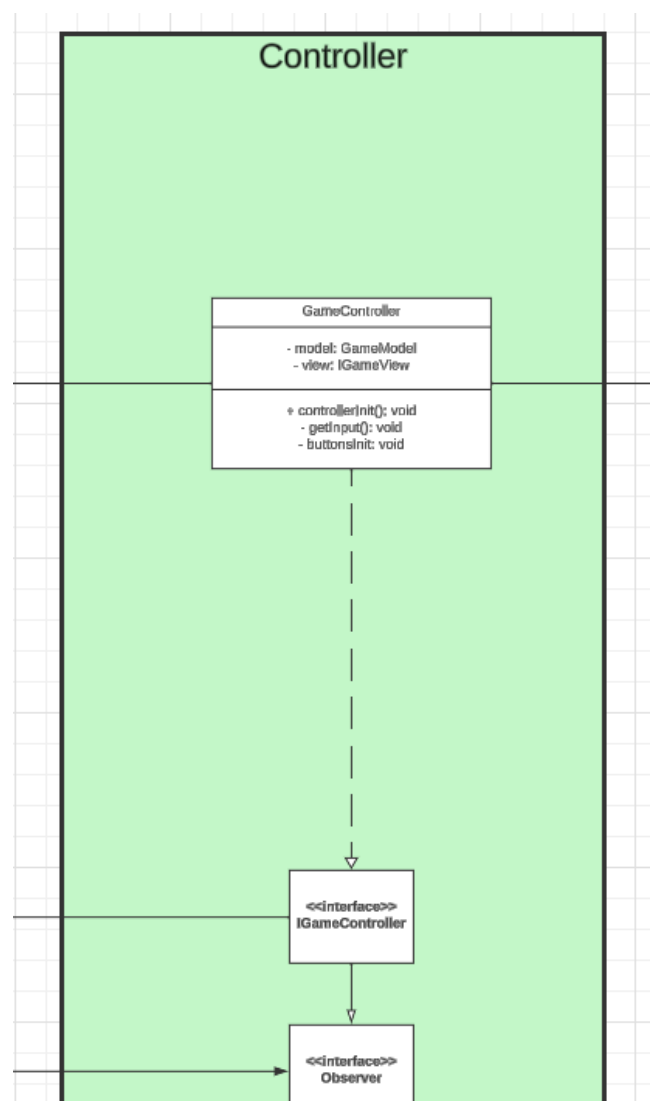 Controller
GameController
- model: GameModel
- view: IGameView
+ controllerInit(); void
- getInput(): void
- buttonsInit: void
<<interface>>
IGameController
<<interface>>
Observer